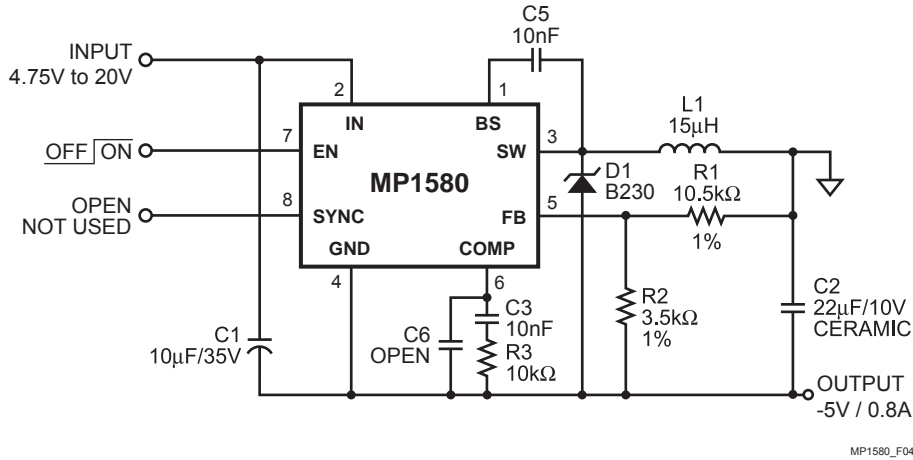 C5
10nF
INPUT
4.75V to 20V
2
1
L1
15µH
IN
BS
OFF ON
7
EN
SW
3
MP1580
D1
B230
R1
10.5kΩ
1%
OPEN
NOT USED
8
SYNC
FB
5
GND
COMP
4
6
C1
10µF/35V
C6
OPEN
C3
10nF
R3
10kΩ
R2
3.5kΩ
1%
C2
22µF/10V
CERAMIC
OUTPUT
-5V / 0.8A
MP1580_F04